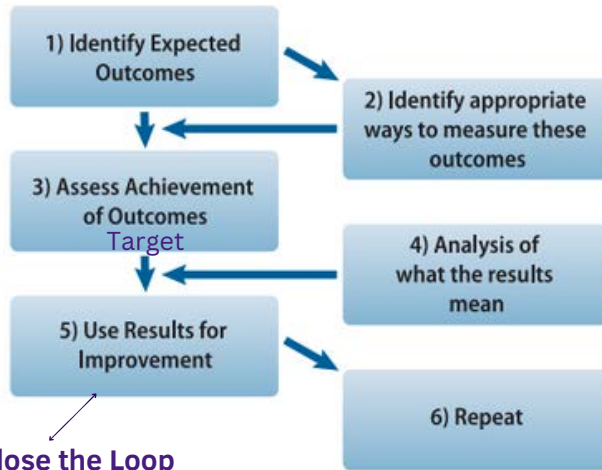 1) Identify Expected
Outcomes
2) Identify appropriate
ways to measure these
outcomes
3) Assess Achievement
of Outcomes
Target
4) Analysis of
what the results
mean
5) Use Results for
Improvement
6) Repeat
lose the Loop